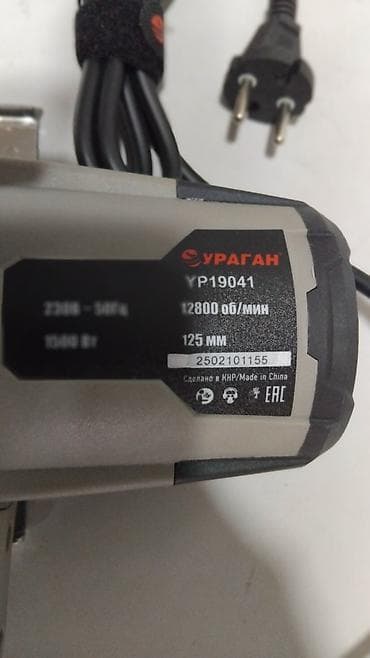 УРАГАН
УР19041
230В ~ 50Гц 12800 об/мин
1500 Вт 125 мм
2502101155
Сделано в КНР/Made in China
EAC